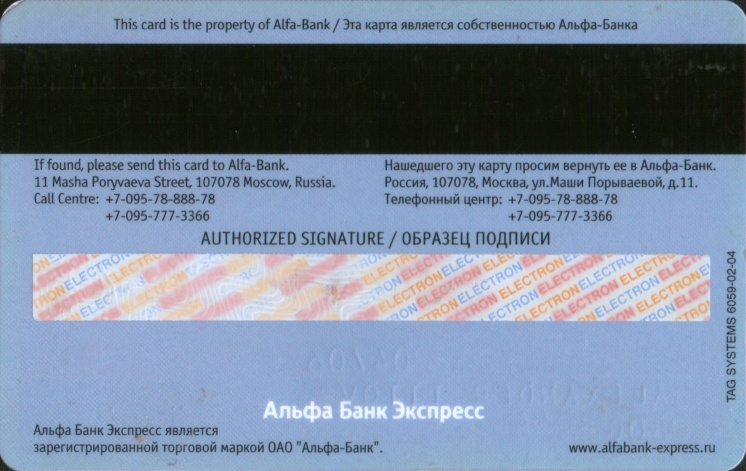 This card is the property of Alfa-Bank / Эта карта является собственностью Альфа-Банка
If found, please send this card to Alfa-Bank.
11 Masha Poryvaeva Street, 107078 Moscow, Russia.
Call Centre: +7-095-78-888-78
+7-095-777-3366
Нашедшего эту карту просим вернуть ее в Альфа-Банк.
Россия, 107078, Москва, ул.Маши Порываевой, д.11.
Телефонный центр: +7-095-78-888-78
+7-095-777-3366
AUTHORIZED SIGNATURE / ОБРАЗЕЦ ПОДПИСИ
ELECTRON ELECTRON ELECTRON ELECTRON ELECTRON
TAG SYSTEMS 6059-02-04
04/06
Альфа Банк Экспресс
Альфа Банк Экспресс является
зарегистрированной торговой маркой ОАО "Альфа-Банк".
www.alfabank-express.ru